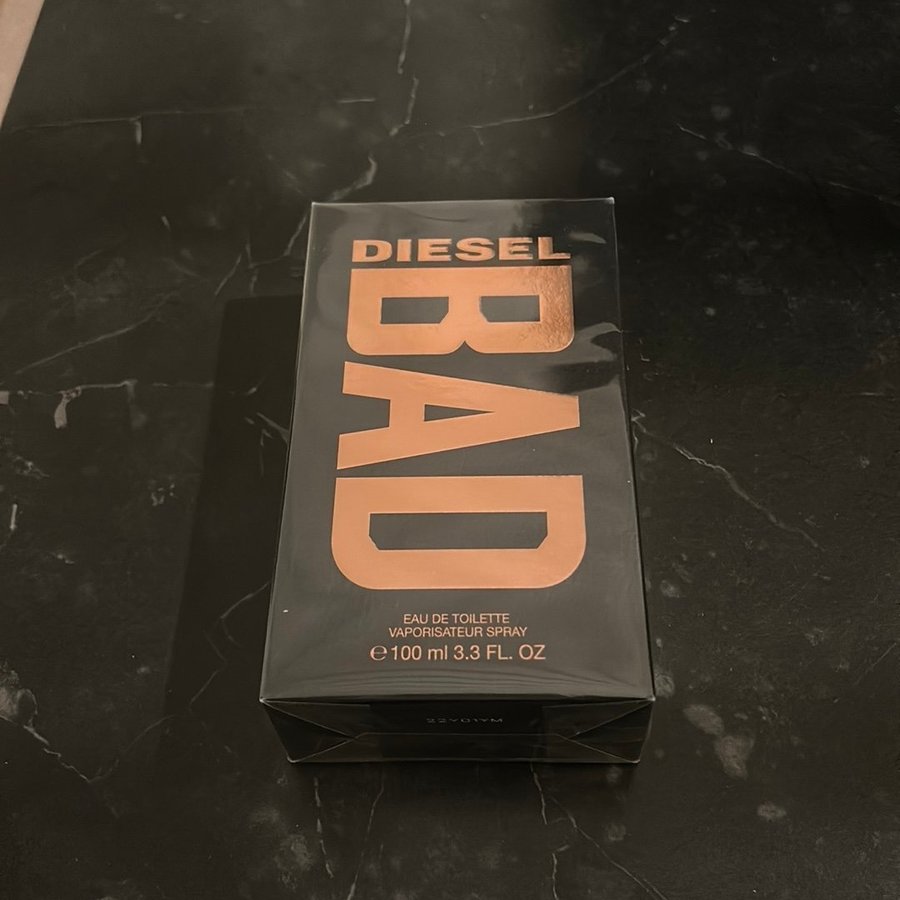 DIESEL
BAD
EAU DE TOILETTE
VAPORISATEUR SPRAY
℮ 100 ml 3.3 FL. OZ